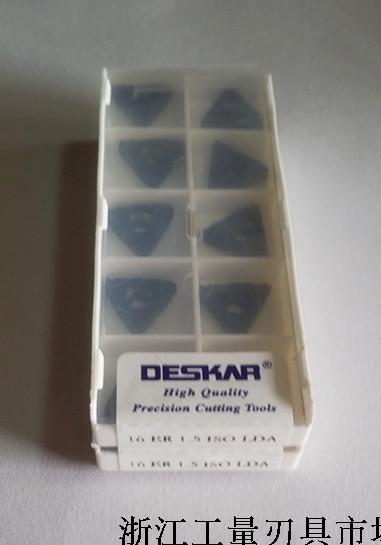 DESKAR®
High Quality
Precision Cutting Tools
16 ER 1.5 ISO LDA
16 ER 1.5 ISO LDA
浙江工量刃具市场